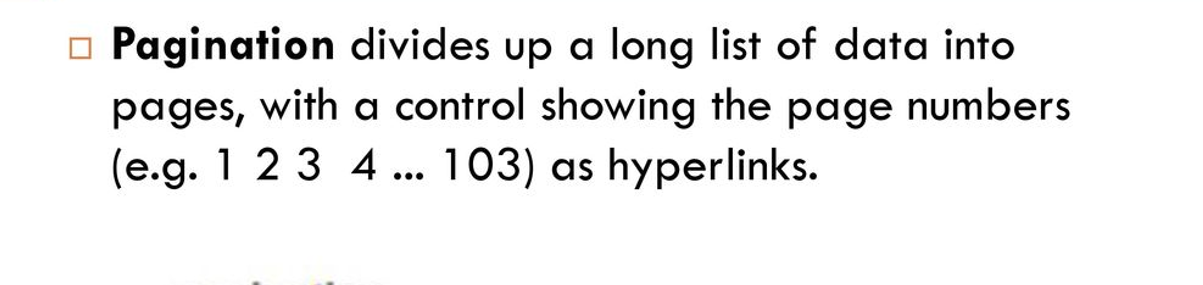 Pagination divides up a long list of data into
pages, with a control showing the page numbers
(e.g. 1 2 3 4 ... 103) as hyperlinks.